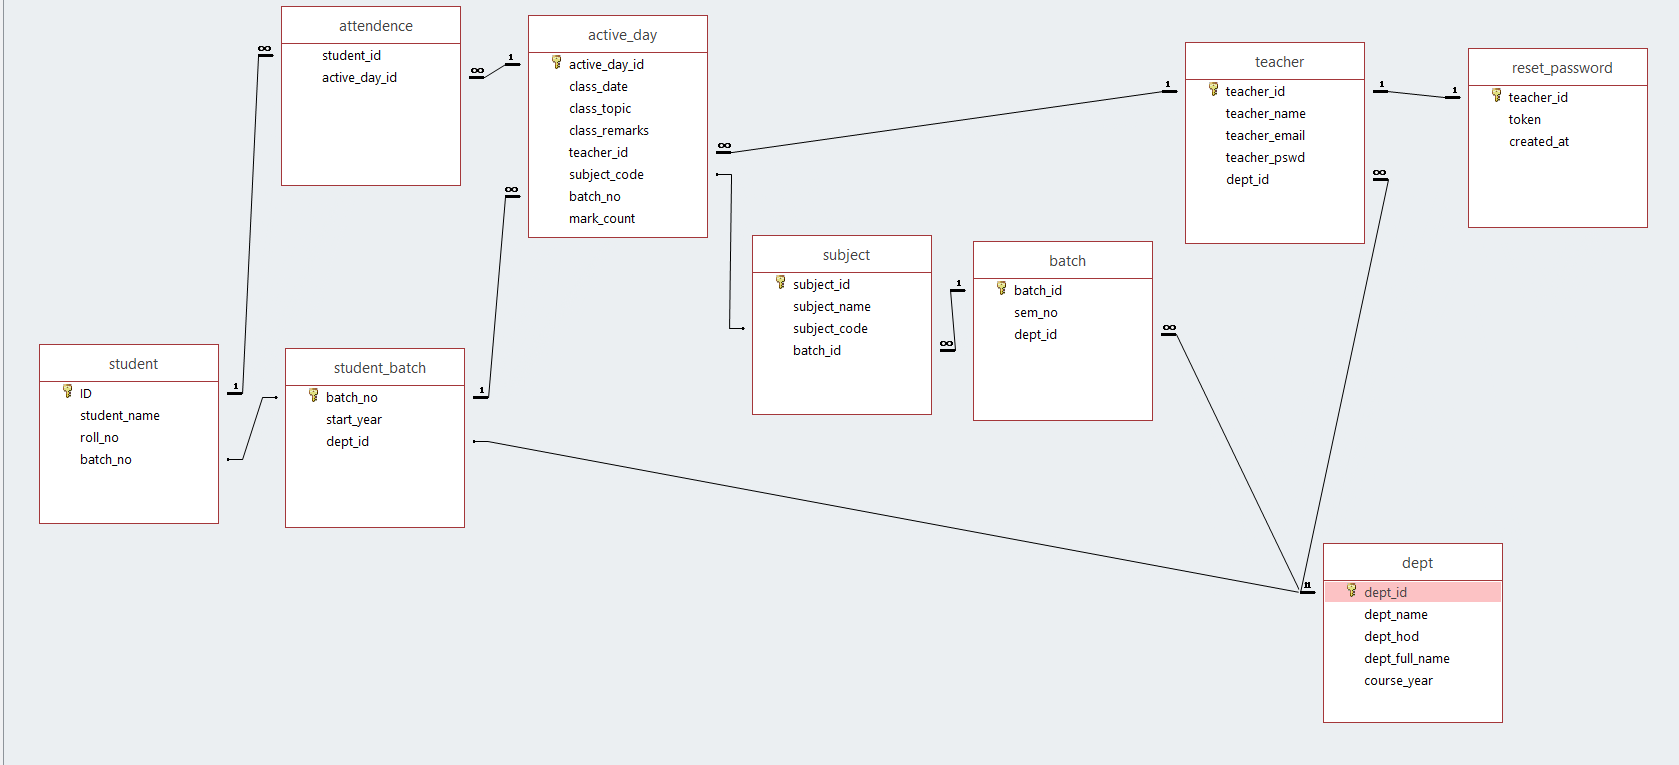 attendence
student_id
active_day_id
active_day
active_day_id
class_date
class_topic
class_remarks
teacher_id
subject_code
batch_no
mark_count
teacher
teacher_id
teacher_name
teacher_email
teacher_pswd
dept_id
reset_password
teacher_id
token
created_at
subject
subject_id
subject_name
subject_code
batch_id
batch
batch_id
sem_no
dept_id
student
ID
student_name
roll_no
batch_no
student_batch
batch_no
start_year
dept_id
dept
dept_id
dept_name
dept_hod
dept_full_name
course_year
∞
1
∞
1
∞
1
∞
1
1
1
∞
1
∞
∞
1
1